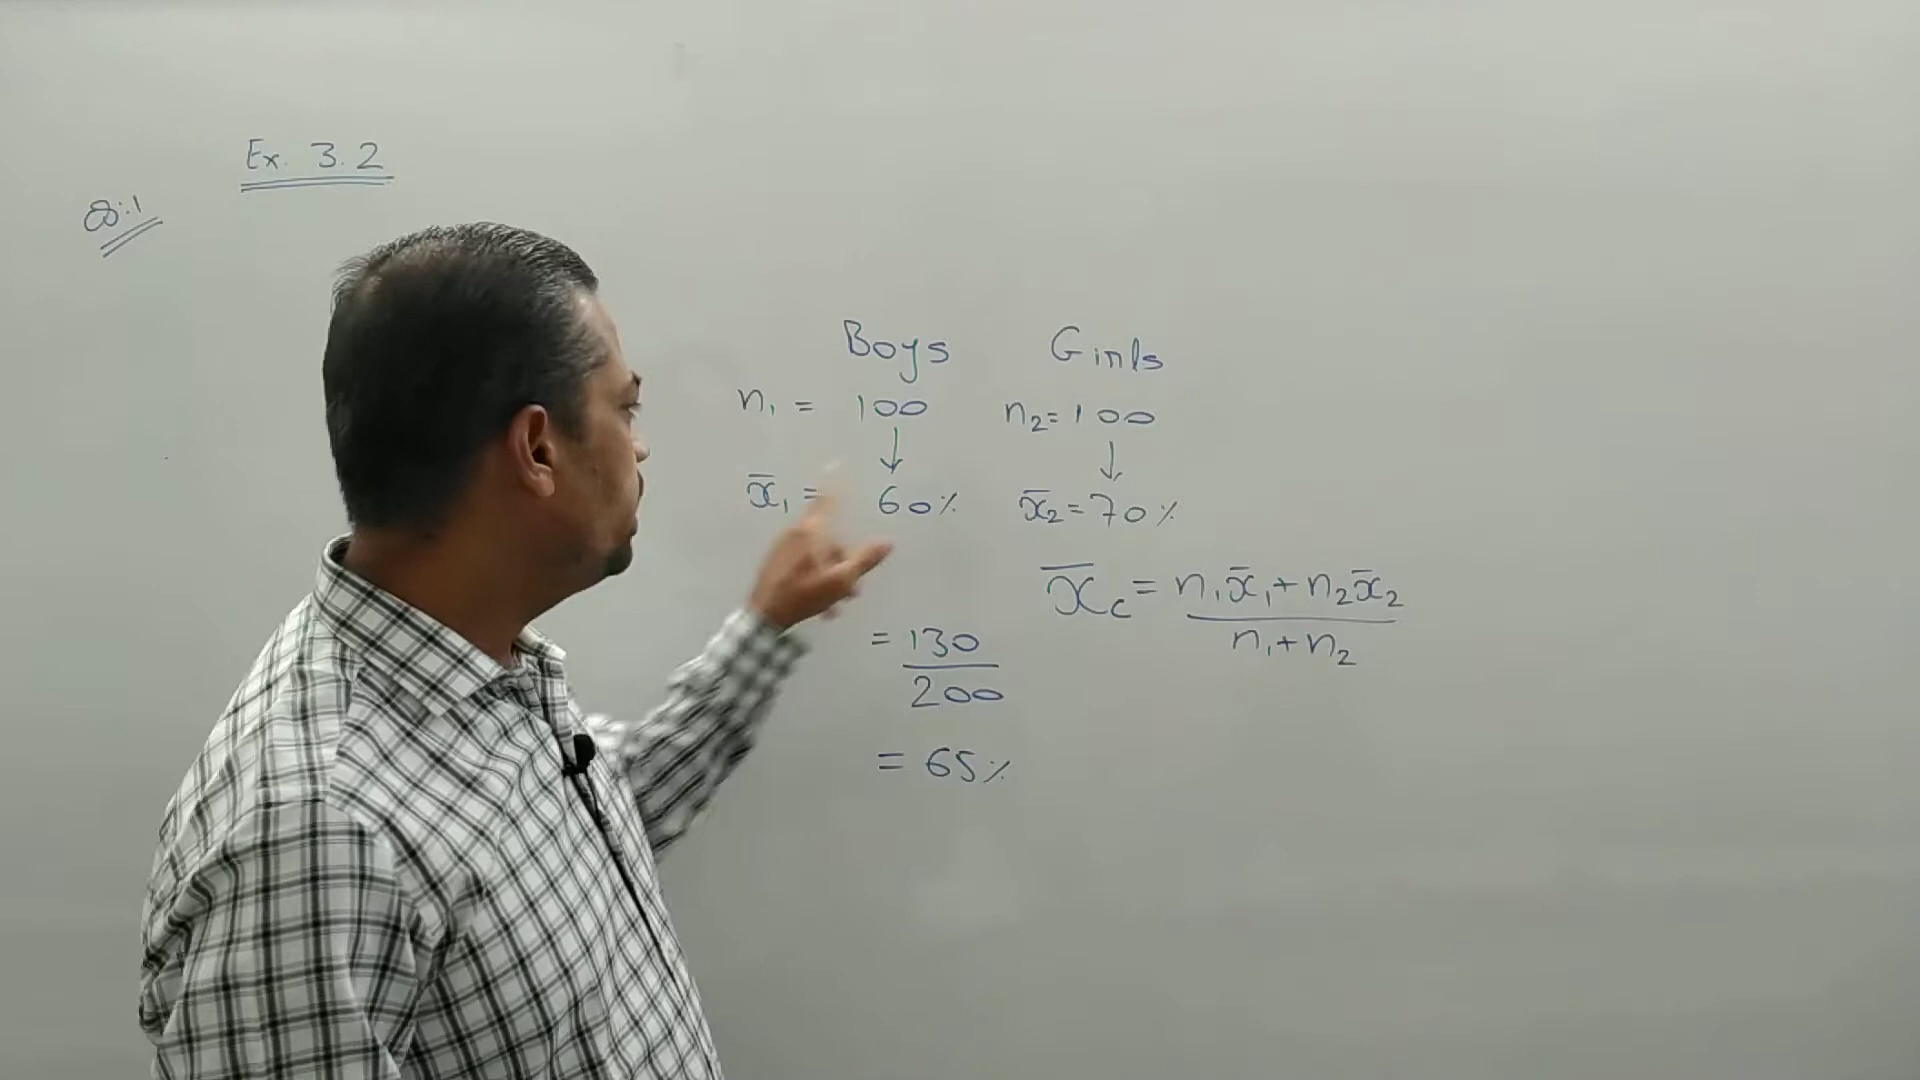 Ex. 3.2
Q:1
Boys Girls
n₁ = 100 n₂=100
↓ ↓
x̄₁ = 60% x̄₂=70%
x̄c = n₁x̄₁+n₂x̄₂ / n₁+n₂
= 130 / 200
= 65%